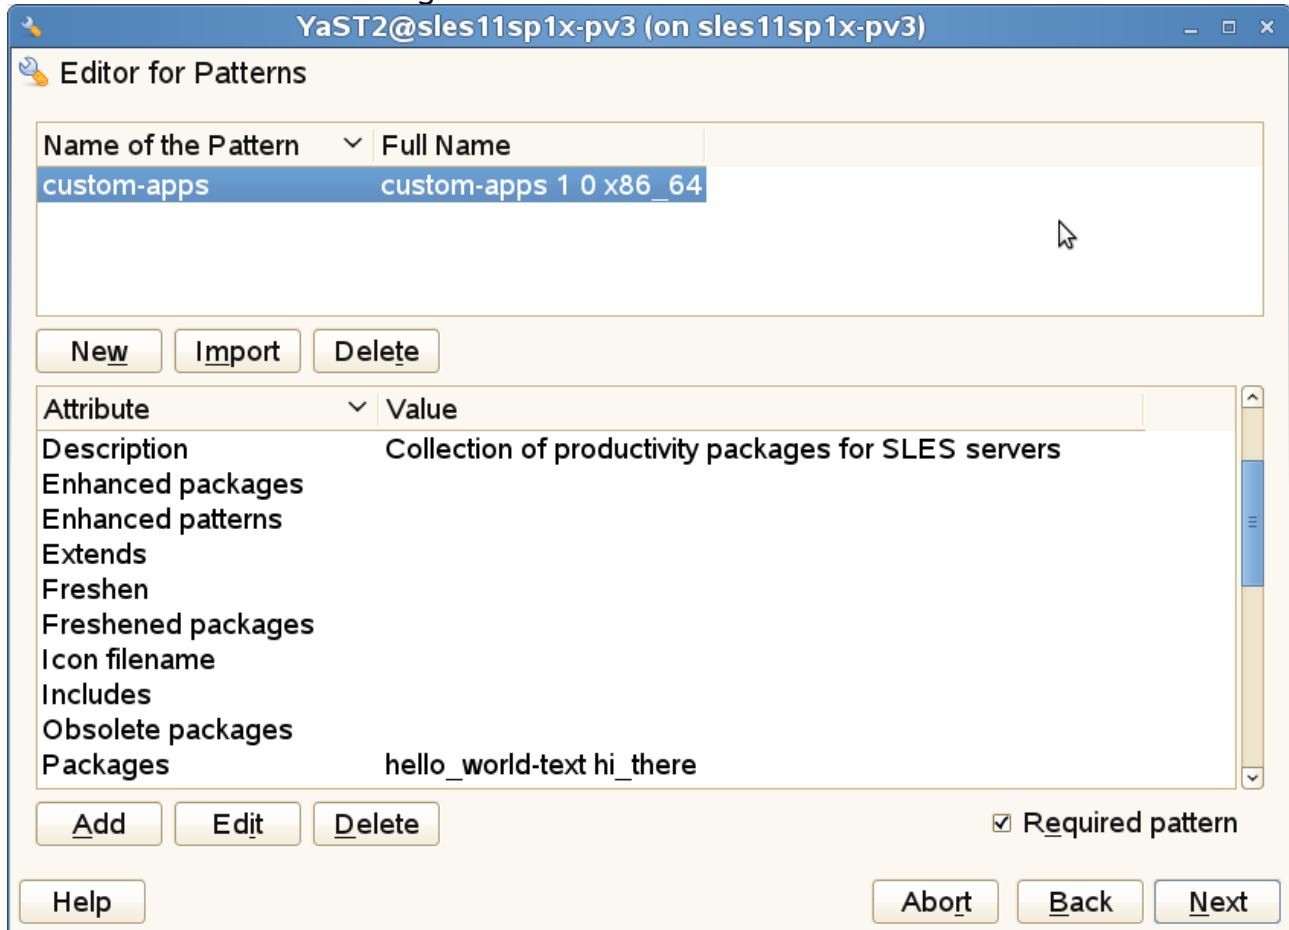 YaST2@sles11sp1x-pv3 (on sles11sp1x-pv3)
Editor for Patterns
Name of the Pattern Full Name
custom-apps custom-apps 1 0 x86_64
New Import Delete
Attribute Value
Description Collection of productivity packages for SLES servers
Enhanced packages
Enhanced patterns
Extends
Freshen
Freshened packages
Icon filename
Includes
Obsolete packages
Packages hello_world-text hi_there
Add Edit Delete Required pattern
Help Abort Back Next